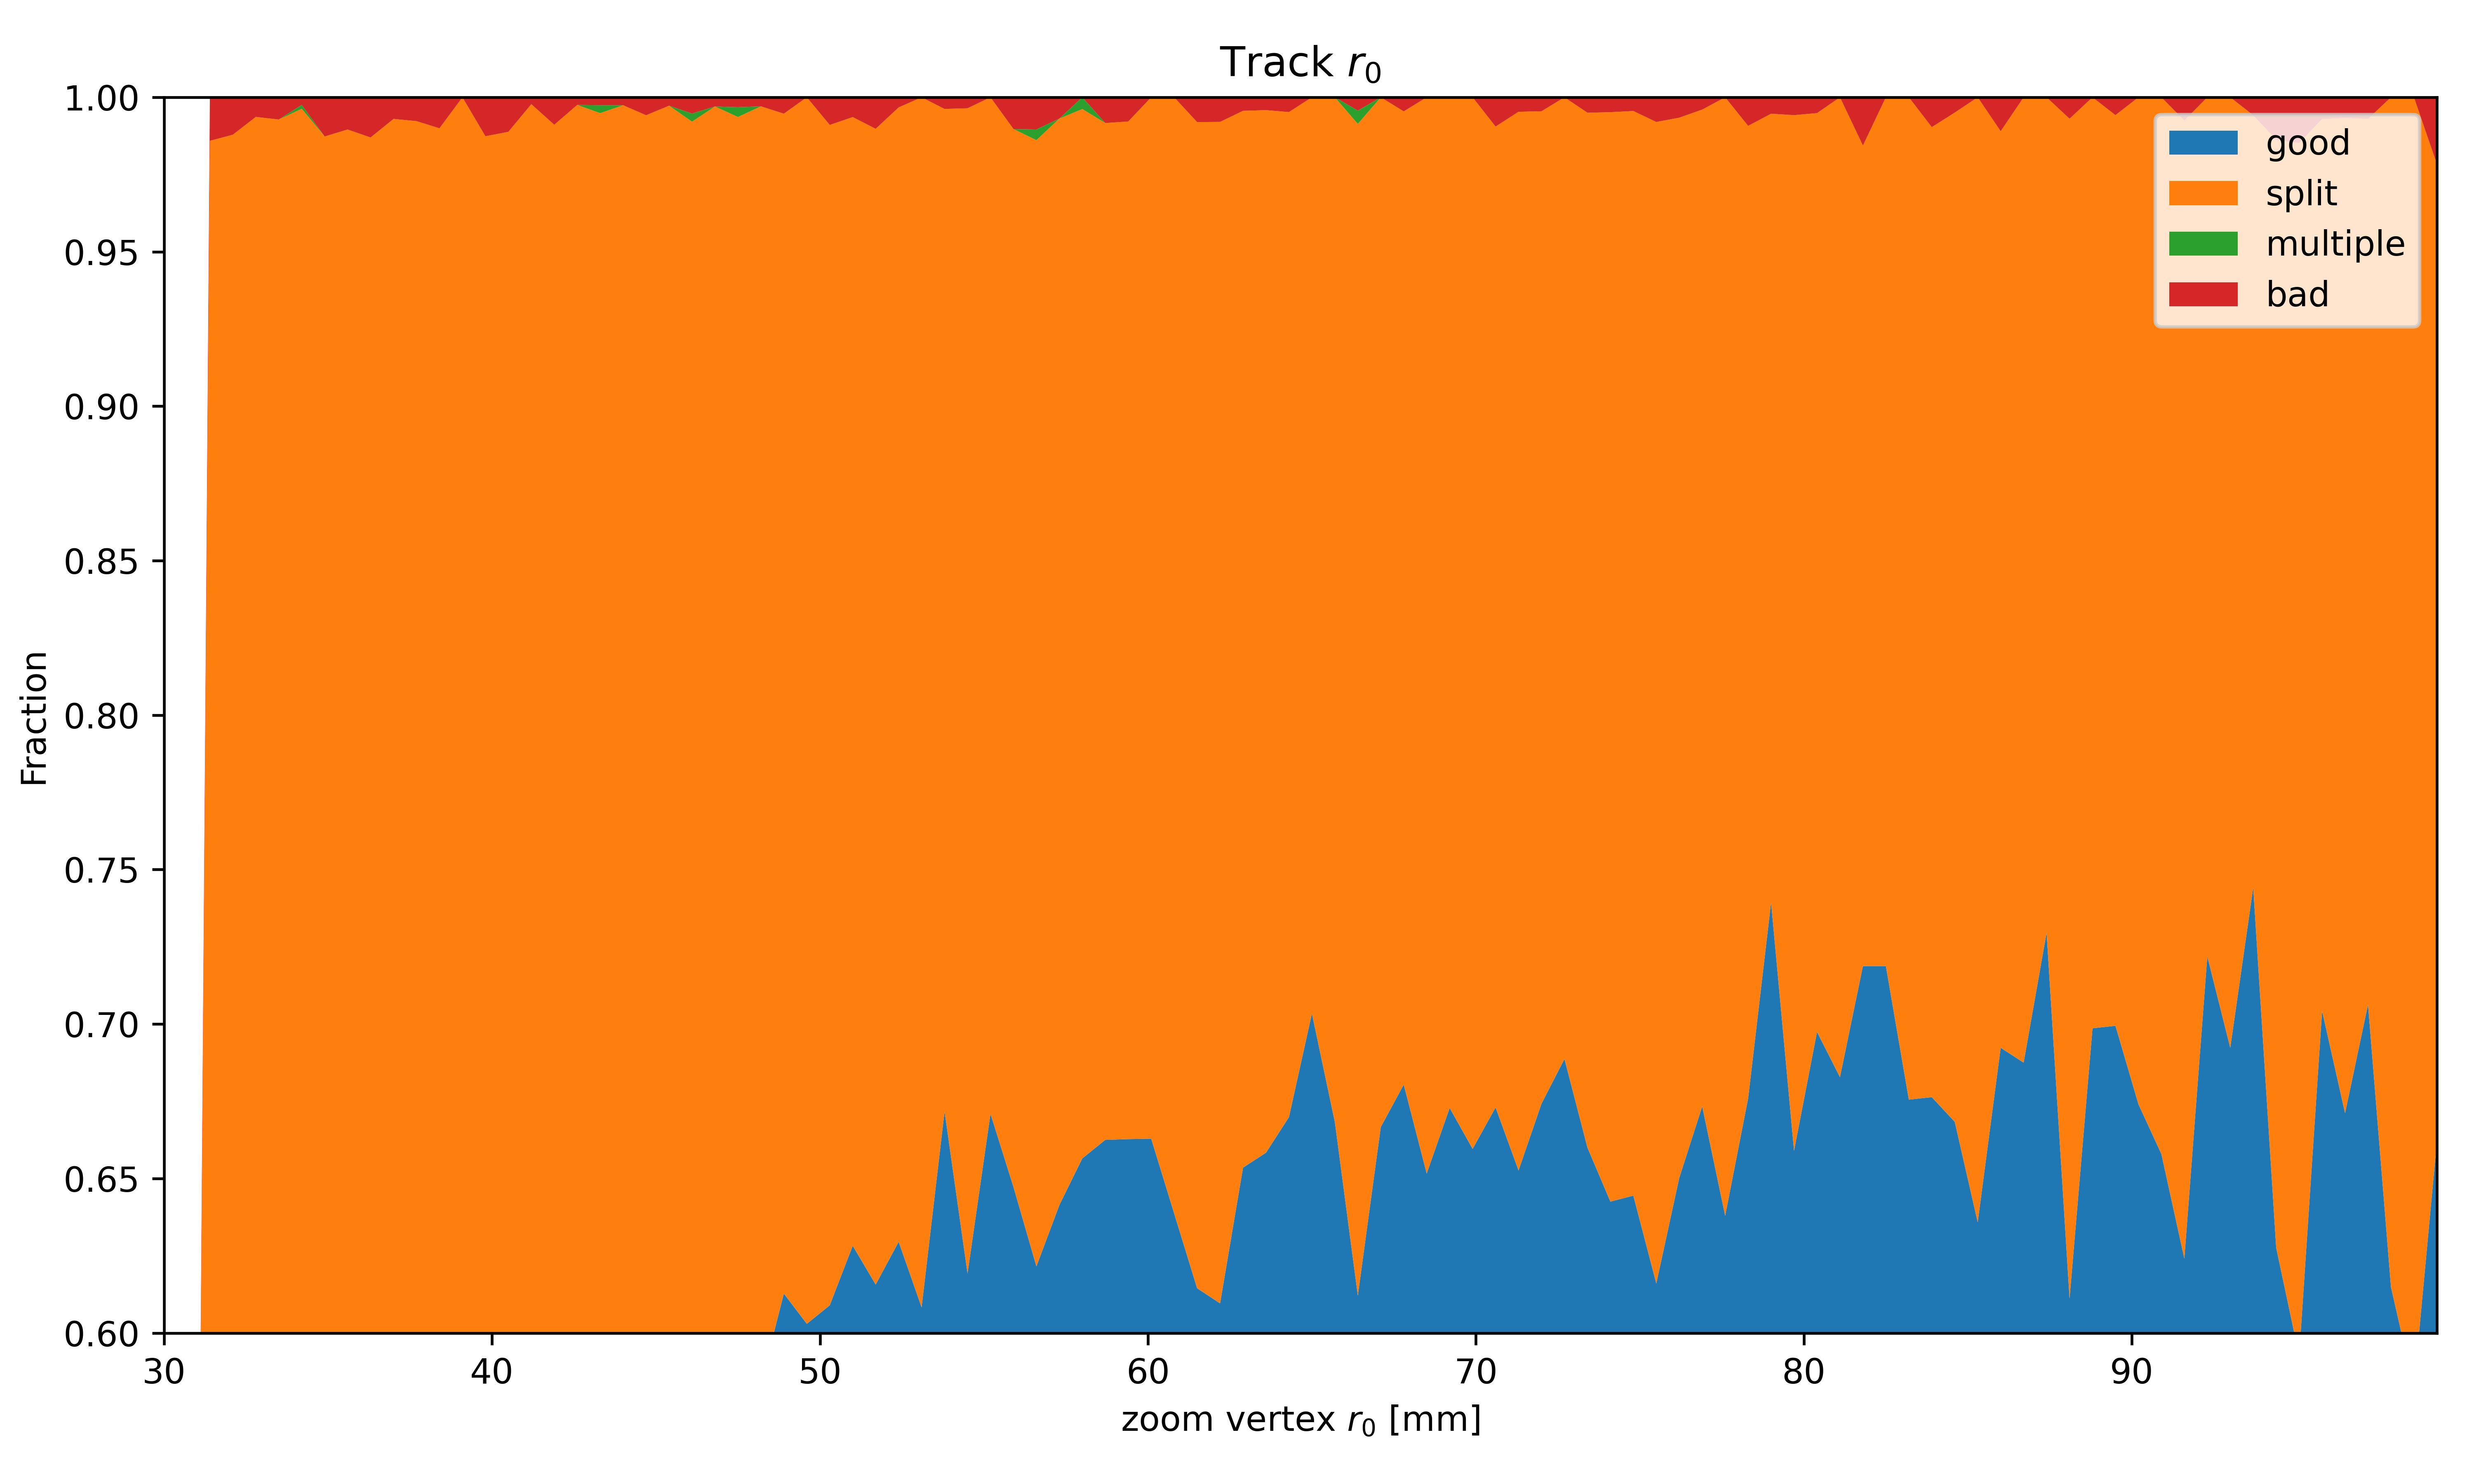 Track r₀
1.00
0.95
0.90
0.85
0.80
0.75
0.70
0.65
0.60
Fraction
good
split
multiple
bad
30 40 50 60 70 80 90
zoom vertex r₀ [mm]